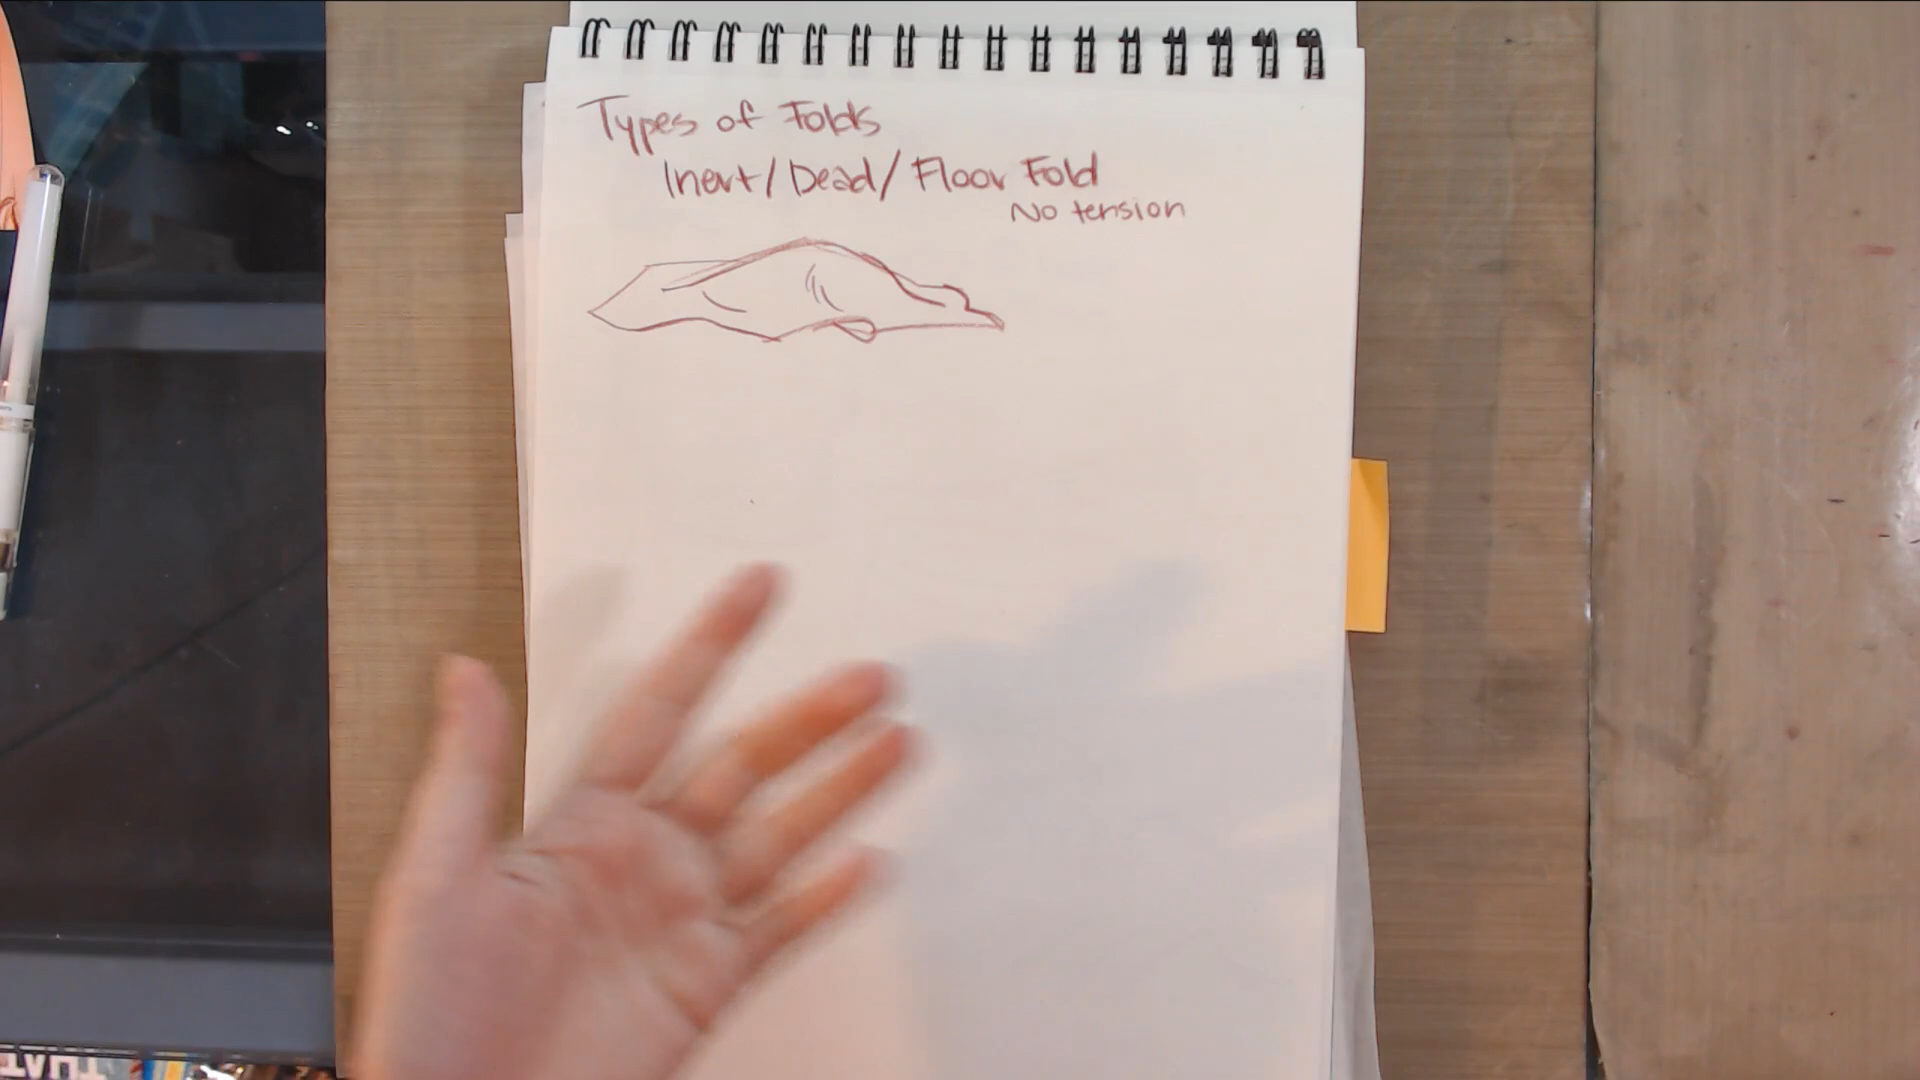 Types of Folds
Inert/Dead/Floor Fold
No tension